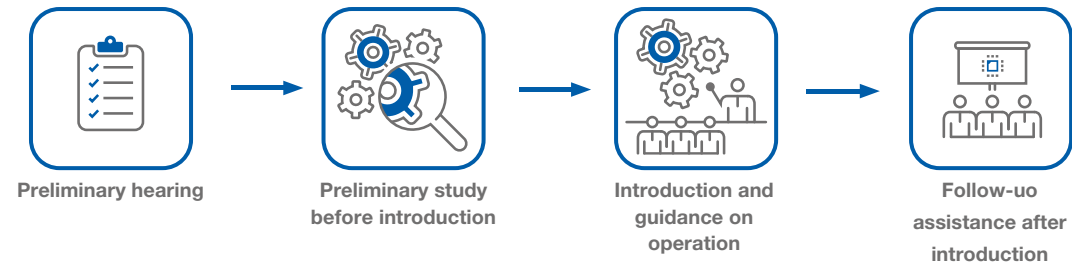 Preliminary hearing
Preliminary study
before introduction
Introduction and
guidance on
operation
Follow-uo
assistance after
introduction